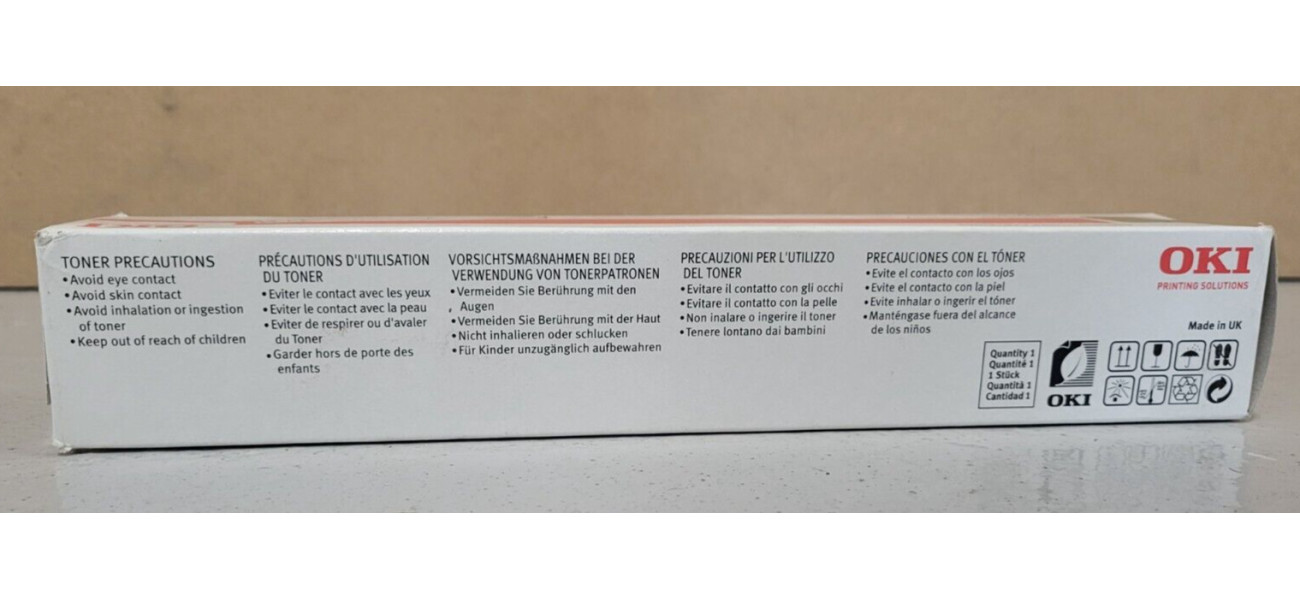 TONER PRECAUTIONS
•Avoid eye contact
•Avoid skin contact
•Avoid inhalation or ingestion
of toner
•Keep out of reach of children
PRÉCAUTIONS D'UTILISATION
DU TONER
•Eviter le contact avec les yeux
•Eviter le contact avec la peau
•Eviter de respirer ou d'avaler
du Toner
•Garder hors de porte des
enfants
VORSICHTSMAßNAHMEN BEI DER
VERWENDUNG VON TONERPATRONEN
•Vermeiden Sie Berührung mit den
Augen
•Vermeiden Sie Berührung mit der Haut
•Nicht inhalieren oder schlucken
•Für Kinder unzugänglich aufbewahren
PRECAUZIONI PER L'UTILIZZO
DEL TONER
•Evitare il contatto con gli occhi
•Evitare il contatto con la pelle
•Non inalare o ingerire il toner
•Tenere lontano dai bambini
PRECAUCIONES CON EL TÓNER
•Evite el contacto con los ojos
•Evite el contacto con la piel
•Evite inhalar o ingerir el tóner
•Manténgase fuera del alcance
de los niños
OKI
PRINTING SOLUTIONS
Made in UK
Quantity 1
Quantité 1
1 Stück
Quantità 1
Cantidad 1
OKI